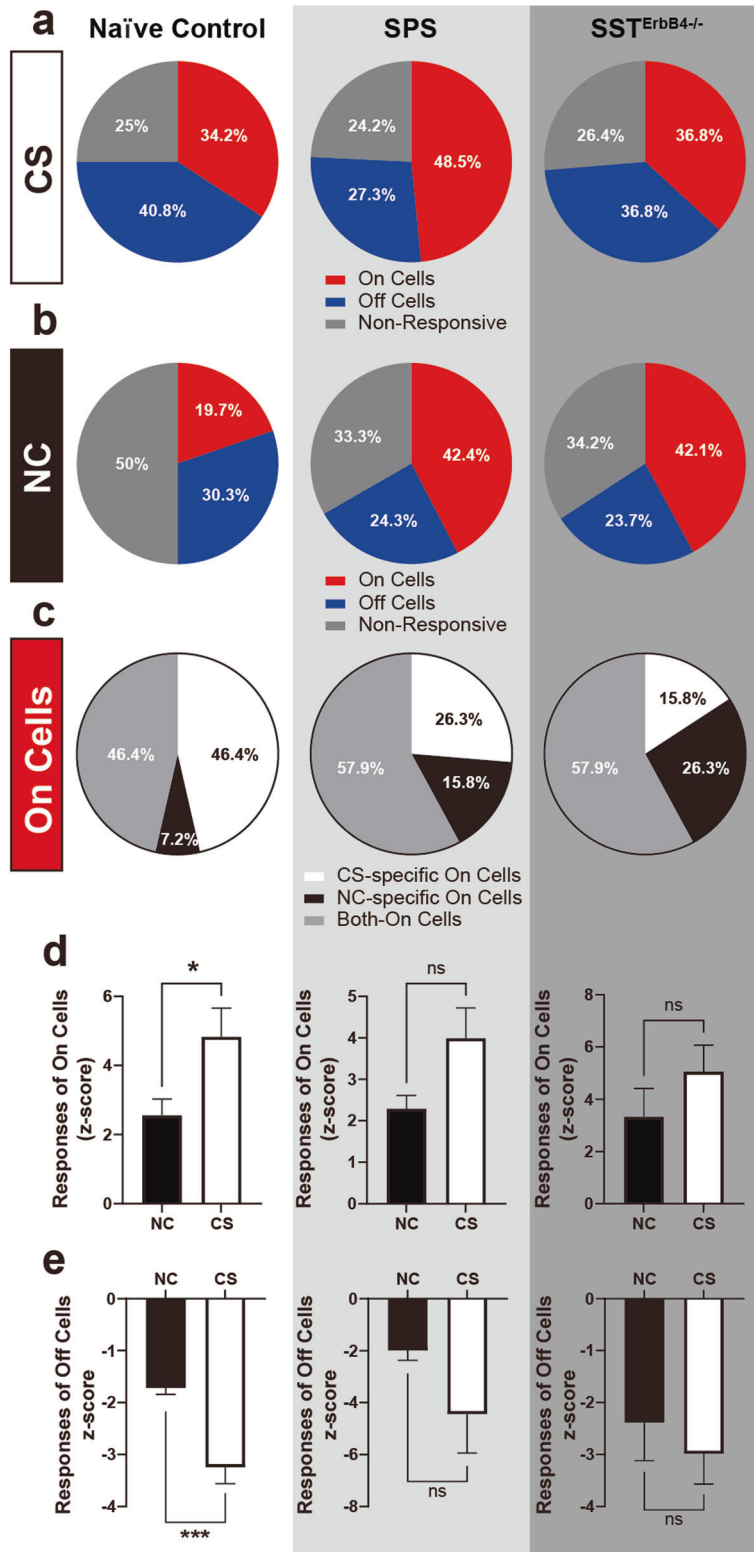 a
Naïve Control
SPS
SST^ErbB4-/-
CS
25%
34.2%
40.8%
24.2%
48.5%
27.3%
26.4%
36.8%
36.8%
On Cells
Off Cells
Non-Responsive
b
NC
19.7%
50%
30.3%
33.3%
42.4%
24.3%
34.2%
42.1%
23.7%
On Cells
Off Cells
Non-Responsive
c
On Cells
46.4%
46.4%
7.2%
26.3%
57.9%
15.8%
15.8%
57.9%
26.3%
CS-specific On Cells
NC-specific On Cells
Both-On Cells
d
Responses of On Cells
(z-score)
6
4
2
0
*
NC CS
Responses of On Cells
(z-score)
5
4
3
2
1
0
ns
NC CS
Responses of On Cells
(z-score)
8
6
4
2
0
ns
NC CS
e
Responses of Off Cells
z-score
NC CS
0
-1
-2
-3
-4
***
Responses of Off Cells
z-score
NC CS
0
-2
-4
-6
-8
ns
Responses of Off Cells
z-score
NC CS
0
-1
-2
-3
-4
ns